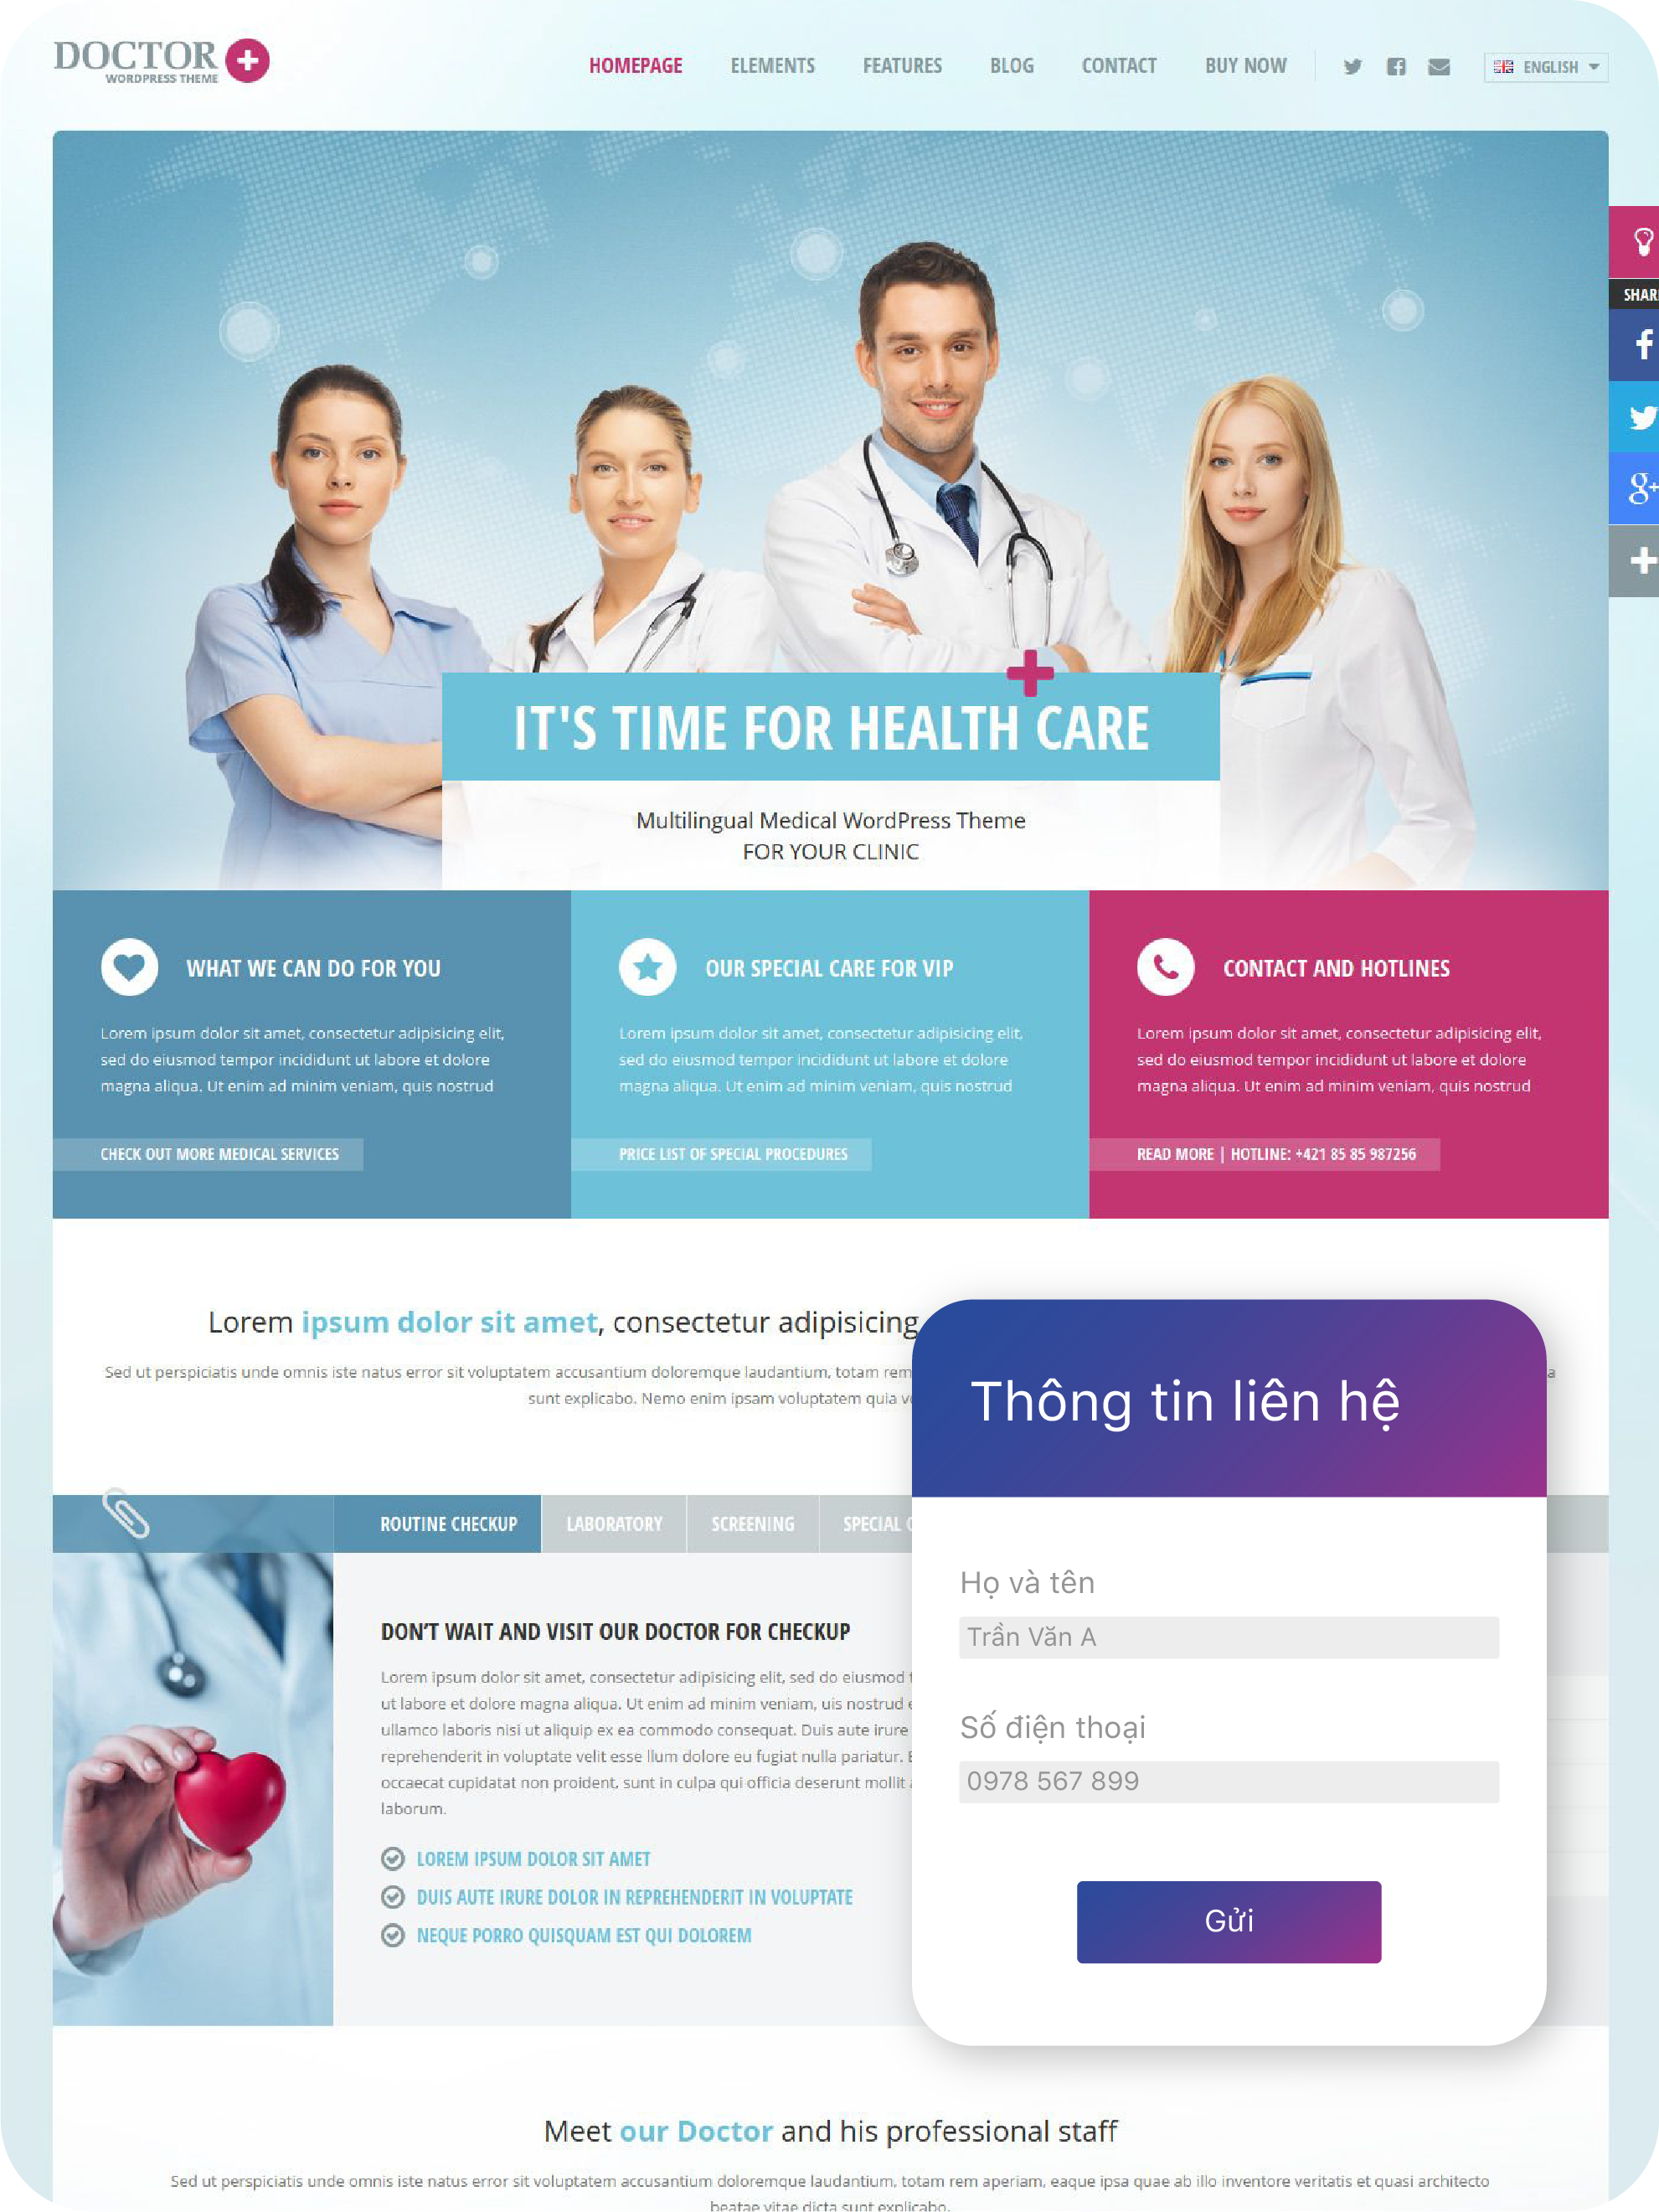 DOCTOR
WORDPRESS THEME
HOMEPAGE ELEMENTS FEATURES BLOG CONTACT BUY NOW ENGLISH
SHAR
IT'S TIME FOR HEALTH CARE
Multilingual Medical WordPress Theme
FOR YOUR CLINIC
WHAT WE CAN DO FOR YOU
Lorem ipsum dolor sit amet, consectetur adipisicing elit,
sed do eiusmod tempor incididunt ut labore et dolore
magna aliqua. Ut enim ad minim veniam, quis nostrud
CHECK OUT MORE MEDICAL SERVICES
OUR SPECIAL CARE FOR VIP
Lorem ipsum dolor sit amet, consectetur adipisicing elit,
sed do eiusmod tempor incididunt ut labore et dolore
magna aliqua. Ut enim ad minim veniam, quis nostrud
PRICE LIST OF SPECIAL PROCEDURES
CONTACT AND HOTLINES
Lorem ipsum dolor sit amet, consectetur adipisicing elit,
sed do eiusmod tempor incididunt ut labore et dolore
magna aliqua. Ut enim ad minim veniam, quis nostrud
READ MORE | HOTLINE: +421 85 85 987256
Lorem ipsum dolor sit amet, consectetur adipisicing
Sed ut perspiciatis unde omnis iste natus error sit voluptatem accusantium doloremque laudantium, totam rem a
sunt explicabo. Nemo enim ipsam voluptatem quia v
ROUTINE CHECKUP LABORATORY SCREENING SPECIAL
DON'T WAIT AND VISIT OUR DOCTOR FOR CHECKUP
Lorem ipsum dolor sit amet, consectetur adipisicing elit, sed do eiusmod
ut labore et dolore magna aliqua. Ut enim ad minim veniam, uis nostrud
ullamco laboris nisi ut aliquip ex ea commodo consequat. Duis aute irure
reprehenderit in voluptate velit esse llum dolore eu fugiat nulla pariatur.
occaecat cupidatat non proident, sunt in culpa qui officia deserunt mollit
laborum.
LOREM IPSUM DOLOR SIT AMET
DUIS AUTE IRURE DOLOR IN REPREHENDERIT IN VOLUPTATE
NEQUE PORRO QUISQUAM EST QUI DOLOREM
Thông tin liên hệ
Họ và tên
Trần Văn A
Số điện thoại
0978 567 899
Gửi
Meet our Doctor and his professional staff
Sed ut perspiciatis unde omnis iste natus error sit voluptatem accusantium doloremque laudantium, totam rem aperiam, eaque ipsa quae ab illo inventore veritatis et quasi architecto
beatae vitae dicta sunt explicabo.